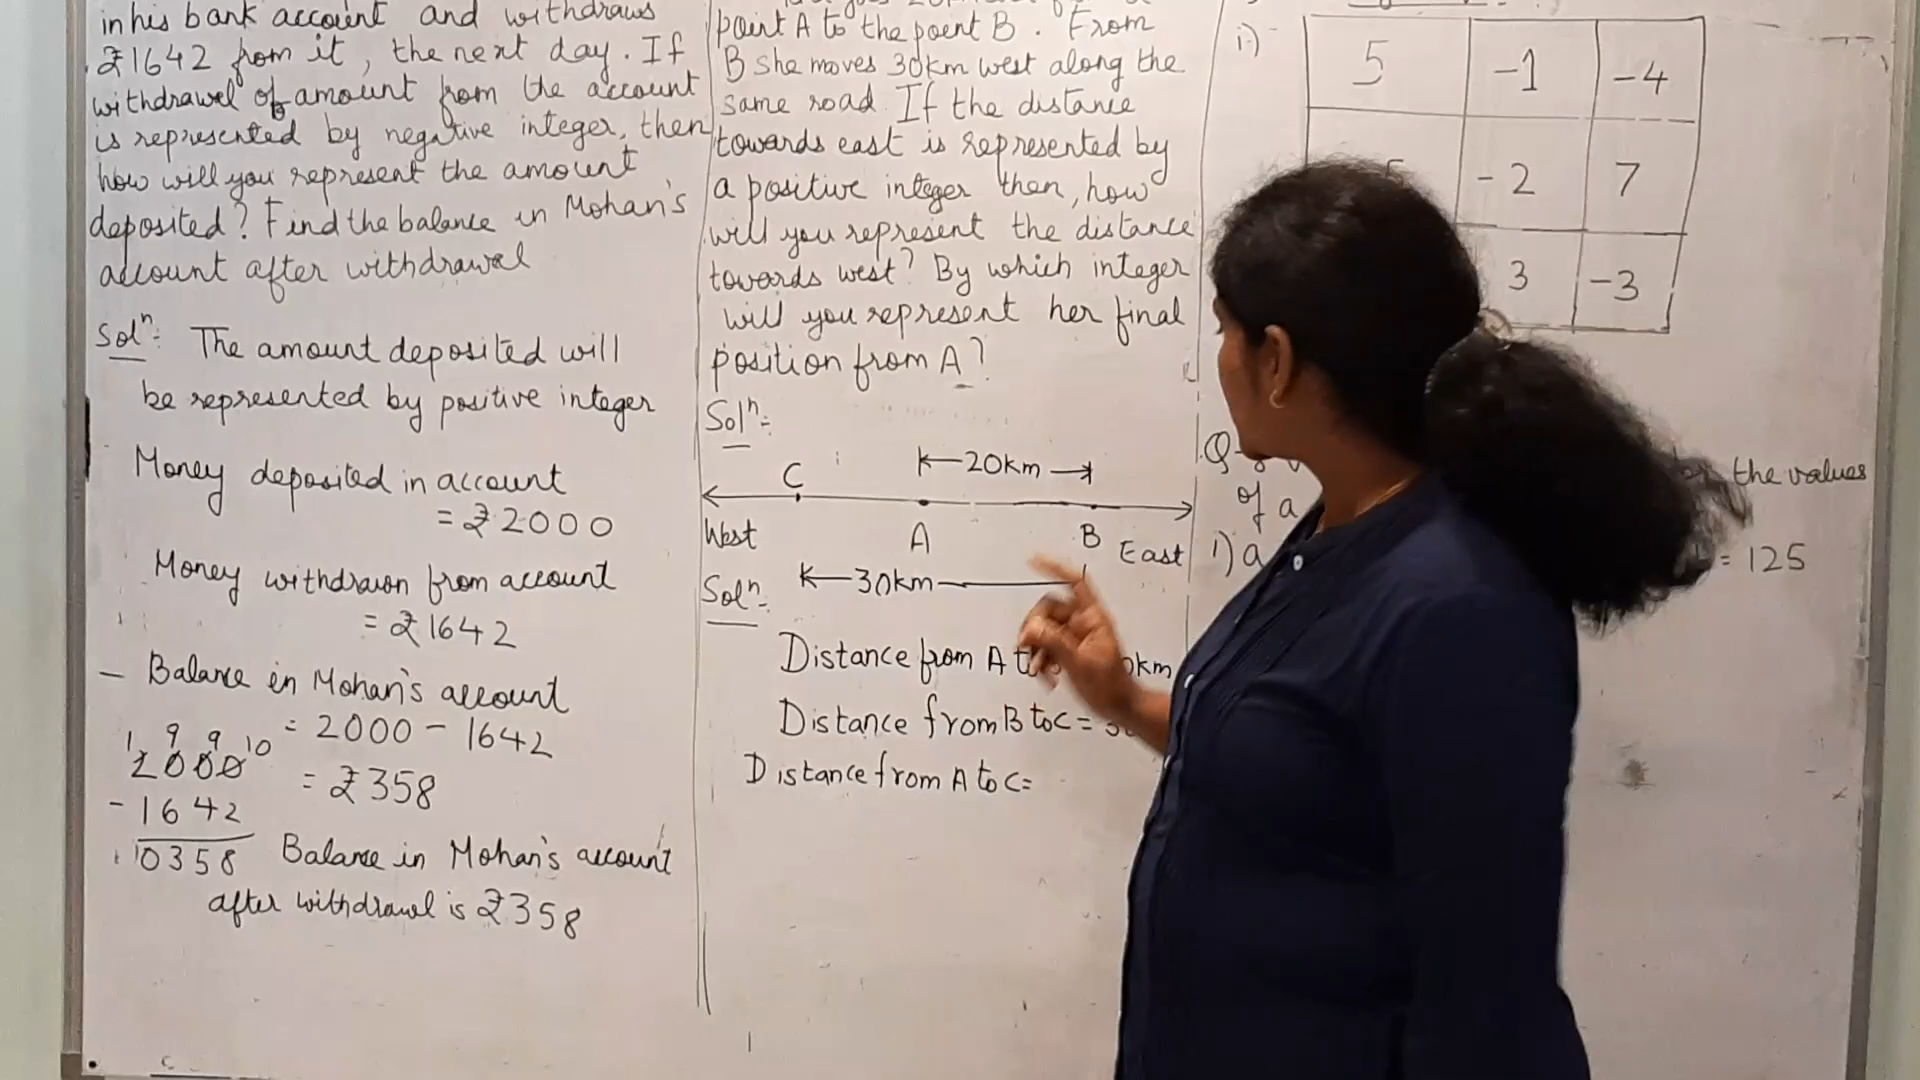 in his bank account and withdraws
₹1642 from it, the next day. If
withdrawel of amount from the account
is represented by negative integer, then
how will you represent the amount
deposited? Find the balance in Mohan's
account after withdrawal
Solⁿ:
The amount deposited will
be represented by positive integer
Money deposited in account
= ₹2000
Money withdrawn from account
= ₹1642
- Balance in Mohan's account
= 2000 - 1642
= ₹358
1 9 9 10
2000
- 1642
0358
Balance in Mohan's account
after withdrawl is ₹358
point A to the point B. From
B she moves 30km west along the
same road. If the distance
towards east is represented by
a positive integer then, how
will you represent the distance
towards west? By which integer
will you represent her final
position from A?
Solⁿ:
20km
C
West A B East
30km
Solⁿ:
Distance from A
km
Distance from B to C =
Distance from A to C =
i)
5 -1 -4
-2 7
3 -3
the values
of a
i) a = 125